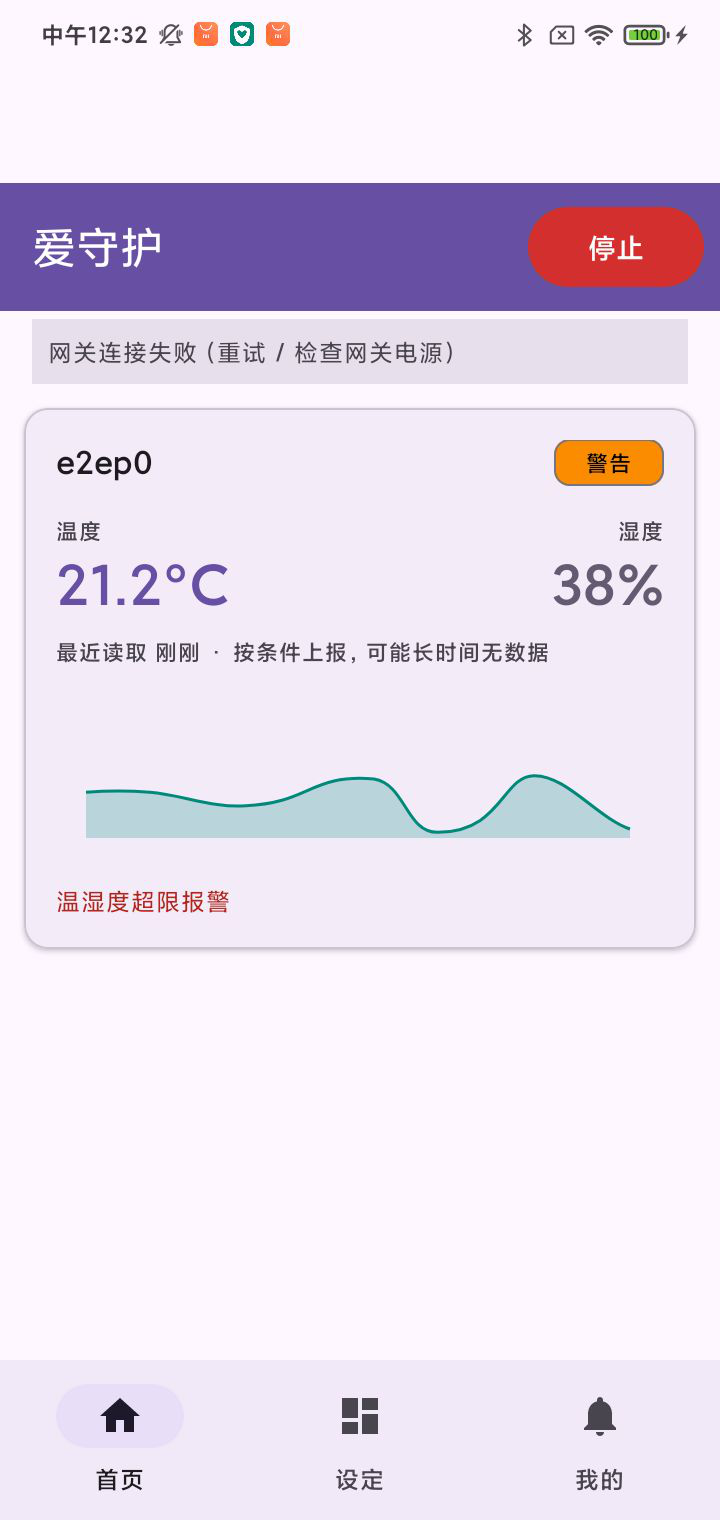 中午12:32
100
爱守护
停止
网关连接失败 (重试 / 检查网关电源)
e2ep0
警告
温度
湿度
21.2°C
38%
最近读取 刚刚 · 按条件上报, 可能长时间无数据
温湿度超限报警
首页
设定
我的